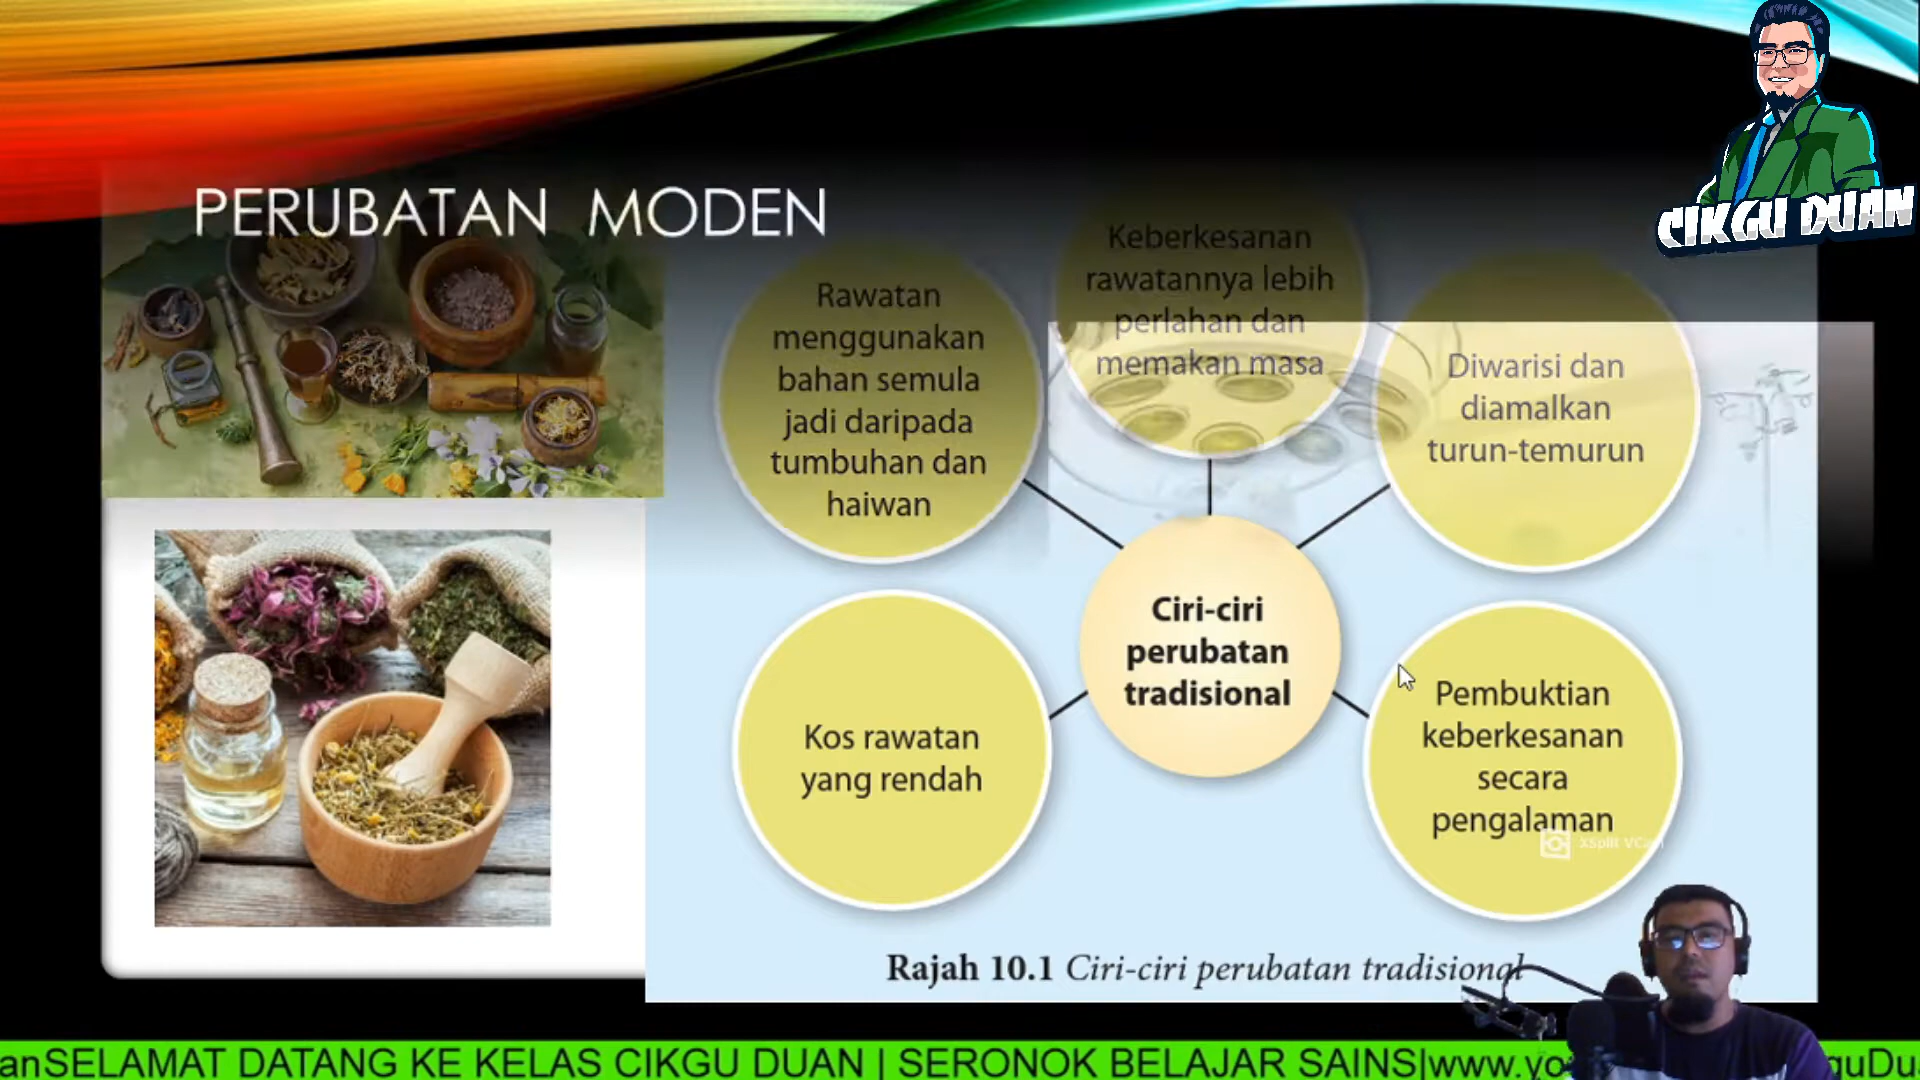 CIKGU DUAN
PERUBATAN MODEN
Rawatan
menggunakan
bahan semula
jadi daripada
tumbuhan dan
haiwan
Keberkesanan
rawatannya lebih
perlahan dan
memakan masa
Diwarisi dan
diamalkan
turun-temurun
Ciri-ciri
perubatan
tradisional
Kos rawatan
yang rendah
Pembuktian
keberkesanan
secara
pengalaman
Rajah 10.1 Ciri-ciri perubatan tradisional
anSELAMAT DATANG KE KELAS CIKGU DUAN | SERONOK BELAJAR SAINS|www.yo
guDu